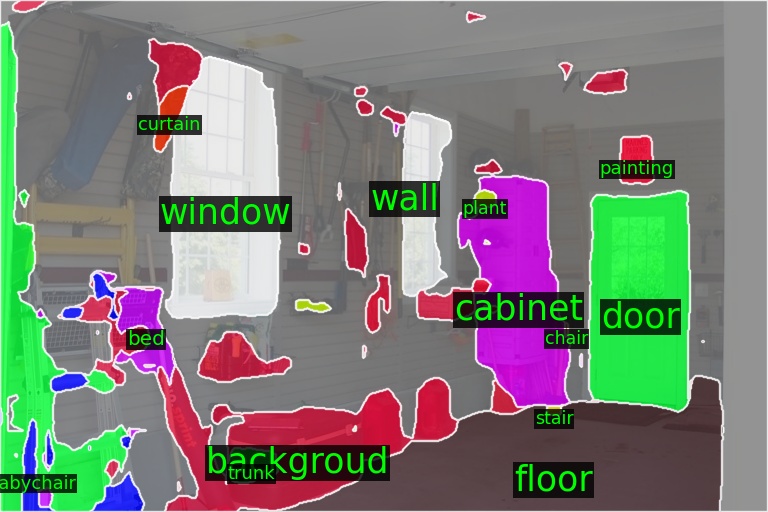 curtain
painting
window
wall
plant
cabinet
door
bed
chair
stair
backgroud
trunk
floor
abychair